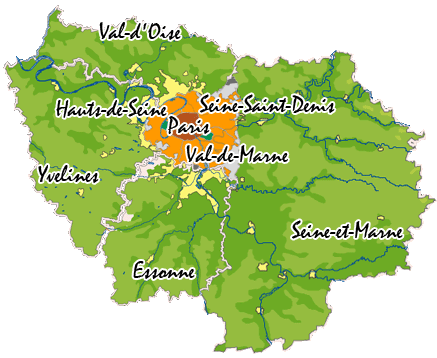 Val-d'Oise
Hauts-de-Seine
Seine-Saint-Denis
Paris
Val-de-Marne
Yvelines
Seine-et-Marne
Essonne